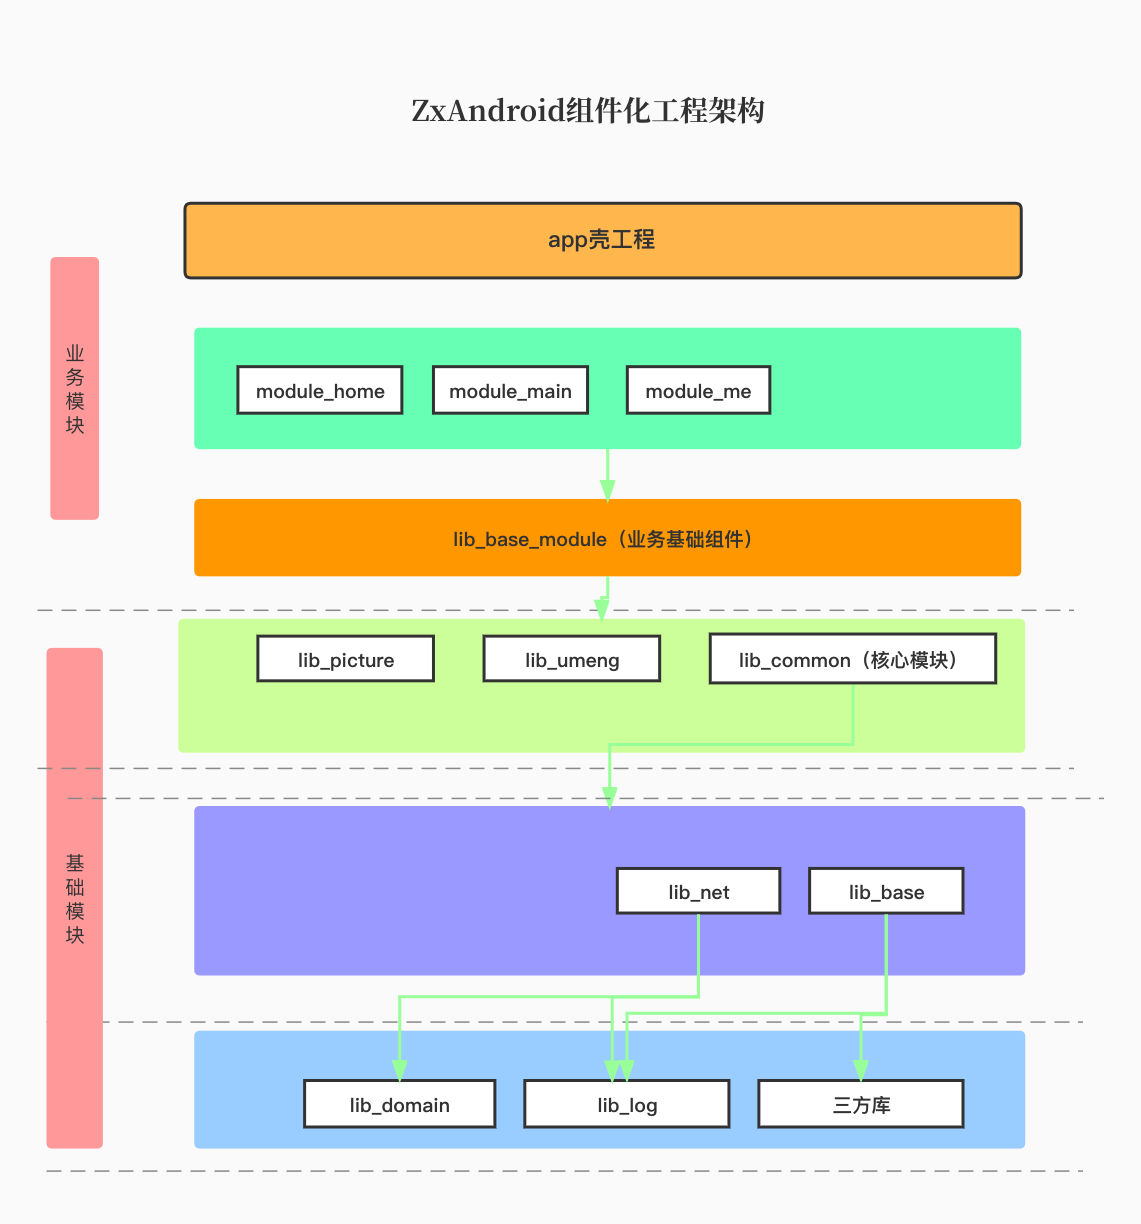 ZxAndroid组件化工程架构
app壳工程
业务模块
module_home
module_main
module_me
lib_base_module（业务基础组件）
lib_picture
lib_umeng
lib_common（核心模块）
基础模块
lib_net
lib_base
lib_domain
lib_log
三方库